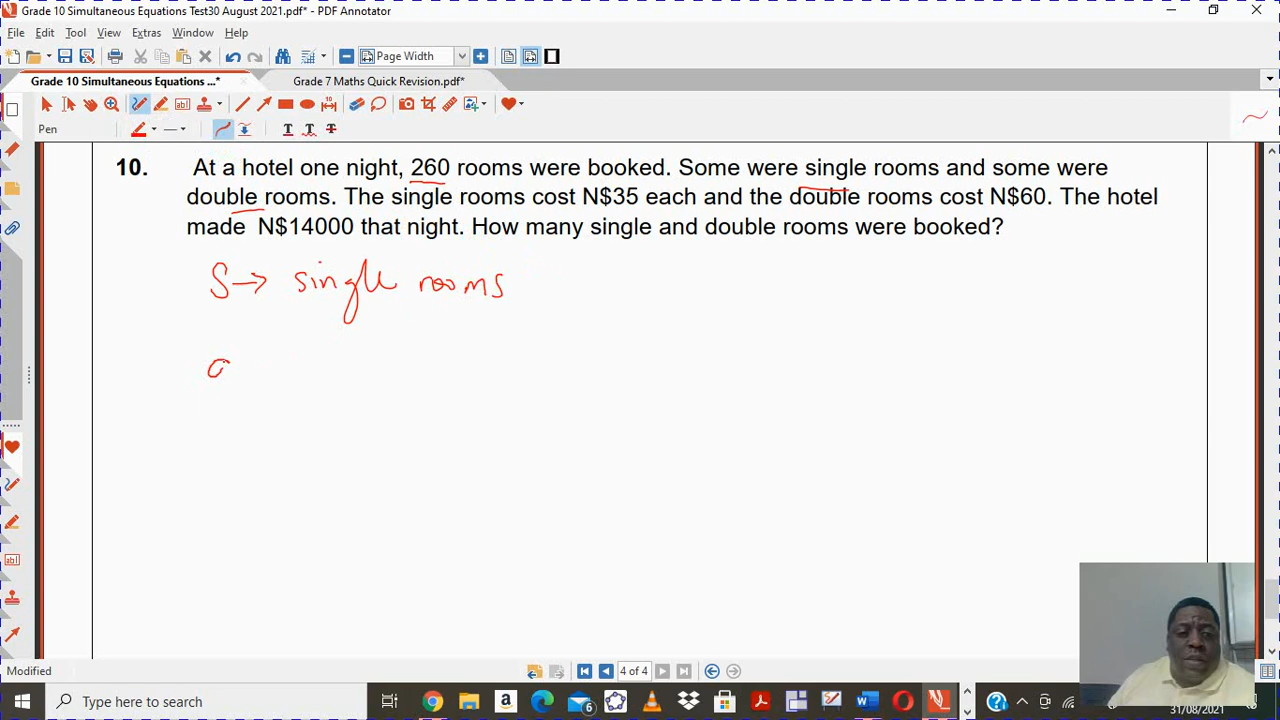 Grade 10 Simultaneous Equations Test30 August 2021.pdf* - PDF Annotator
File Edit Tool View Extras Window Help
Page Width
Grade 10 Simultaneous Equations ...*
Grade 7 Maths Quick Revision.pdf*
Pen
10. At a hotel one night, 260 rooms were booked. Some were single rooms and some were
double rooms. The single rooms cost N$35 each and the double rooms cost N$60. The hotel
made N$14000 that night. How many single and double rooms were booked?
S → single rooms
Modified
4 of 4
Type here to search
6
31/08/2021